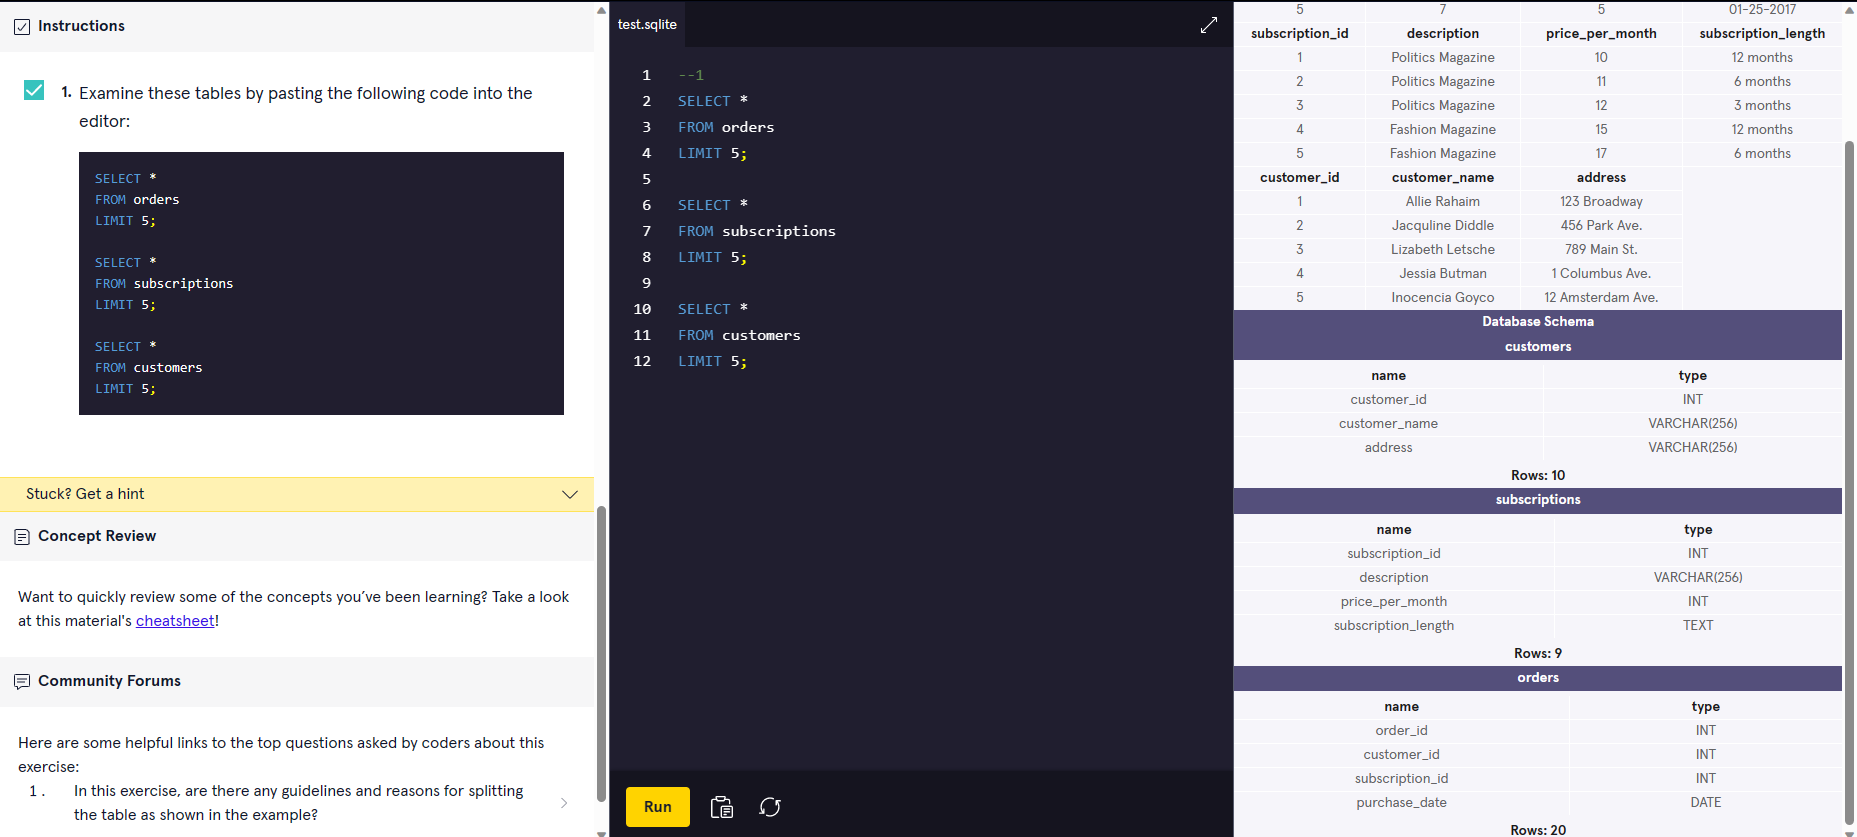 Instructions
1. Examine these tables by pasting the following code into the
editor:
SELECT *
FROM orders
LIMIT 5;
SELECT *
FROM subscriptions
LIMIT 5;
SELECT *
FROM customers
LIMIT 5;
Stuck? Get a hint
Concept Review
Want to quickly review some of the concepts you’ve been learning? Take a look
at this material's cheatsheet!
Community Forums
Here are some helpful links to the top questions asked by coders about this
exercise:
1. In this exercise, are there any guidelines and reasons for splitting
the table as shown in the example?
test.sqlite
1 --1
2 SELECT *
3 FROM orders
4 LIMIT 5;
5
6 SELECT *
7 FROM subscriptions
8 LIMIT 5;
9
10 SELECT *
11 FROM customers
12 LIMIT 5;
Run
5 7 5 01-25-2017
subscription_id description price_per_month subscription_length
1 Politics Magazine 10 12 months
2 Politics Magazine 11 6 months
3 Politics Magazine 12 3 months
4 Fashion Magazine 15 12 months
5 Fashion Magazine 17 6 months
customer_id customer_name address
1 Allie Rahaim 123 Broadway
2 Jacquline Diddle 456 Park Ave.
3 Lizabeth Letsche 789 Main St.
4 Jessia Butman 1 Columbus Ave.
5 Inocencia Goyco 12 Amsterdam Ave.
Database Schema
customers
name type
customer_id INT
customer_name VARCHAR(256)
address VARCHAR(256)
Rows: 10
subscriptions
name type
subscription_id INT
description VARCHAR(256)
price_per_month INT
subscription_length TEXT
Rows: 9
orders
name type
order_id INT
customer_id INT
subscription_id INT
purchase_date DATE
Rows: 20